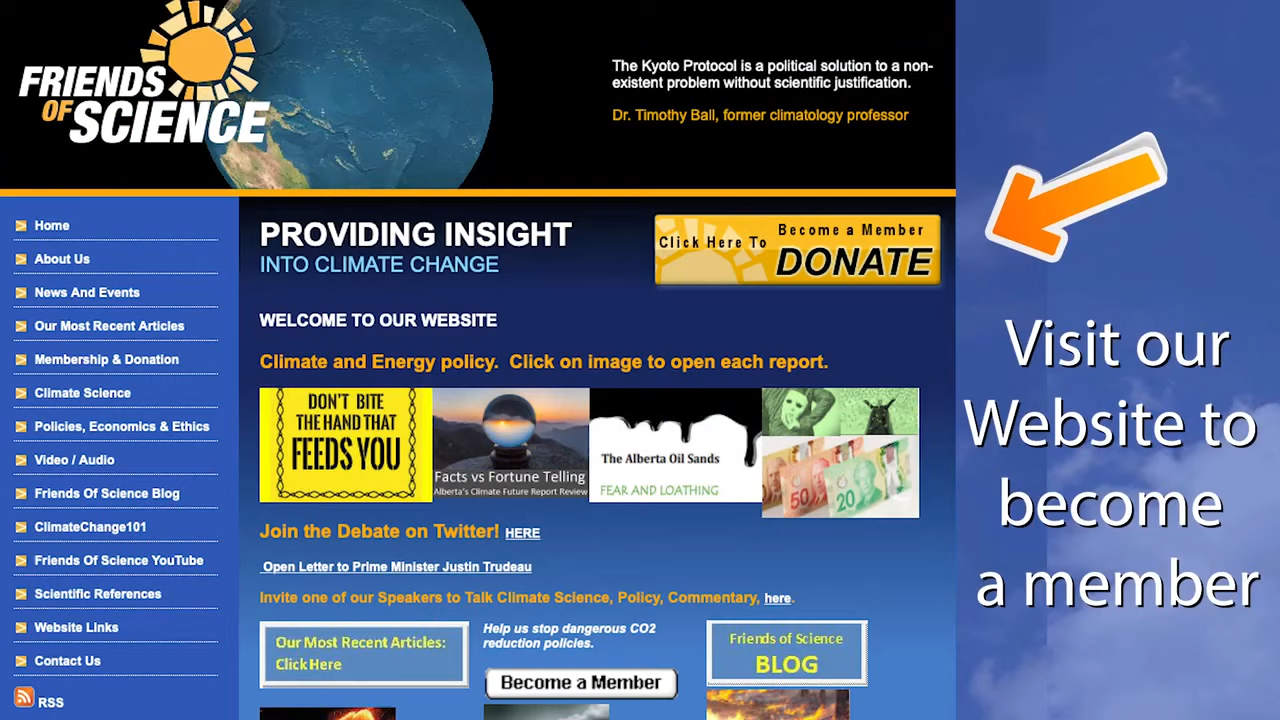 FRIENDS
OF SCIENCE
The Kyoto Protocol is a political solution to a non-
existent problem without scientific justification.
Dr. Timothy Ball, former climatology professor
Home
About Us
News And Events
Our Most Recent Articles
Membership & Donation
Climate Science
Policies, Economics & Ethics
Video / Audio
Friends Of Science Blog
ClimateChange101
Friends Of Science YouTube
Scientific References
Website Links
Contact Us
RSS
PROVIDING INSIGHT
INTO CLIMATE CHANGE
Click Here To
Become a Member
DONATE
WELCOME TO OUR WEBSITE
Climate and Energy policy. Click on image to open each report.
DON'T BITE
THE HAND THAT
FEEDS YOU
Facts vs Fortune Telling
Alberta's Climate Future Report Review
The Alberta Oil Sands
FEAR AND LOATHING
50
20
Join the Debate on Twitter! HERE
Open Letter to Prime Minister Justin Trudeau
Invite one of our Speakers to Talk Climate Science, Policy, Commentary, here.
Our Most Recent Articles:
Click Here
Help us stop dangerous CO2
reduction policies.
Become a Member
Friends of Science
BLOG
Visit our
Website to
become
a member